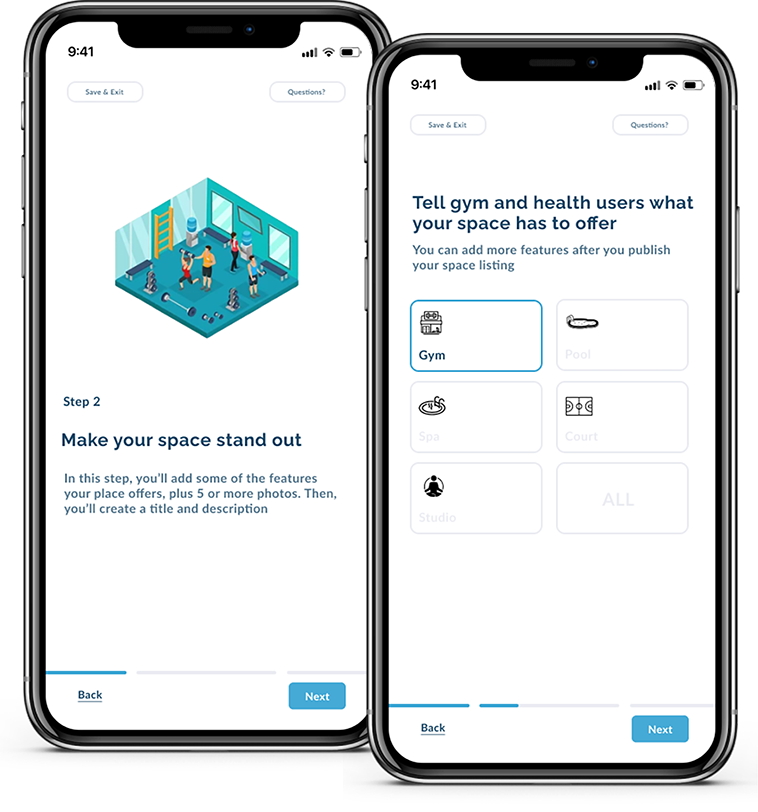 9:41
Save & Exit
Questions?
Step 2
Make your space stand out
In this step, you'll add some of the features
your place offers, plus 5 or more photos. Then,
you'll create a title and description
Back
Next
9:41
Save & Exit
Questions?
Tell gym and health users what
your space has to offer
You can add more features after you publish
your space listing
Gym
Pool
Spa
Court
Studio
ALL
Back
Next